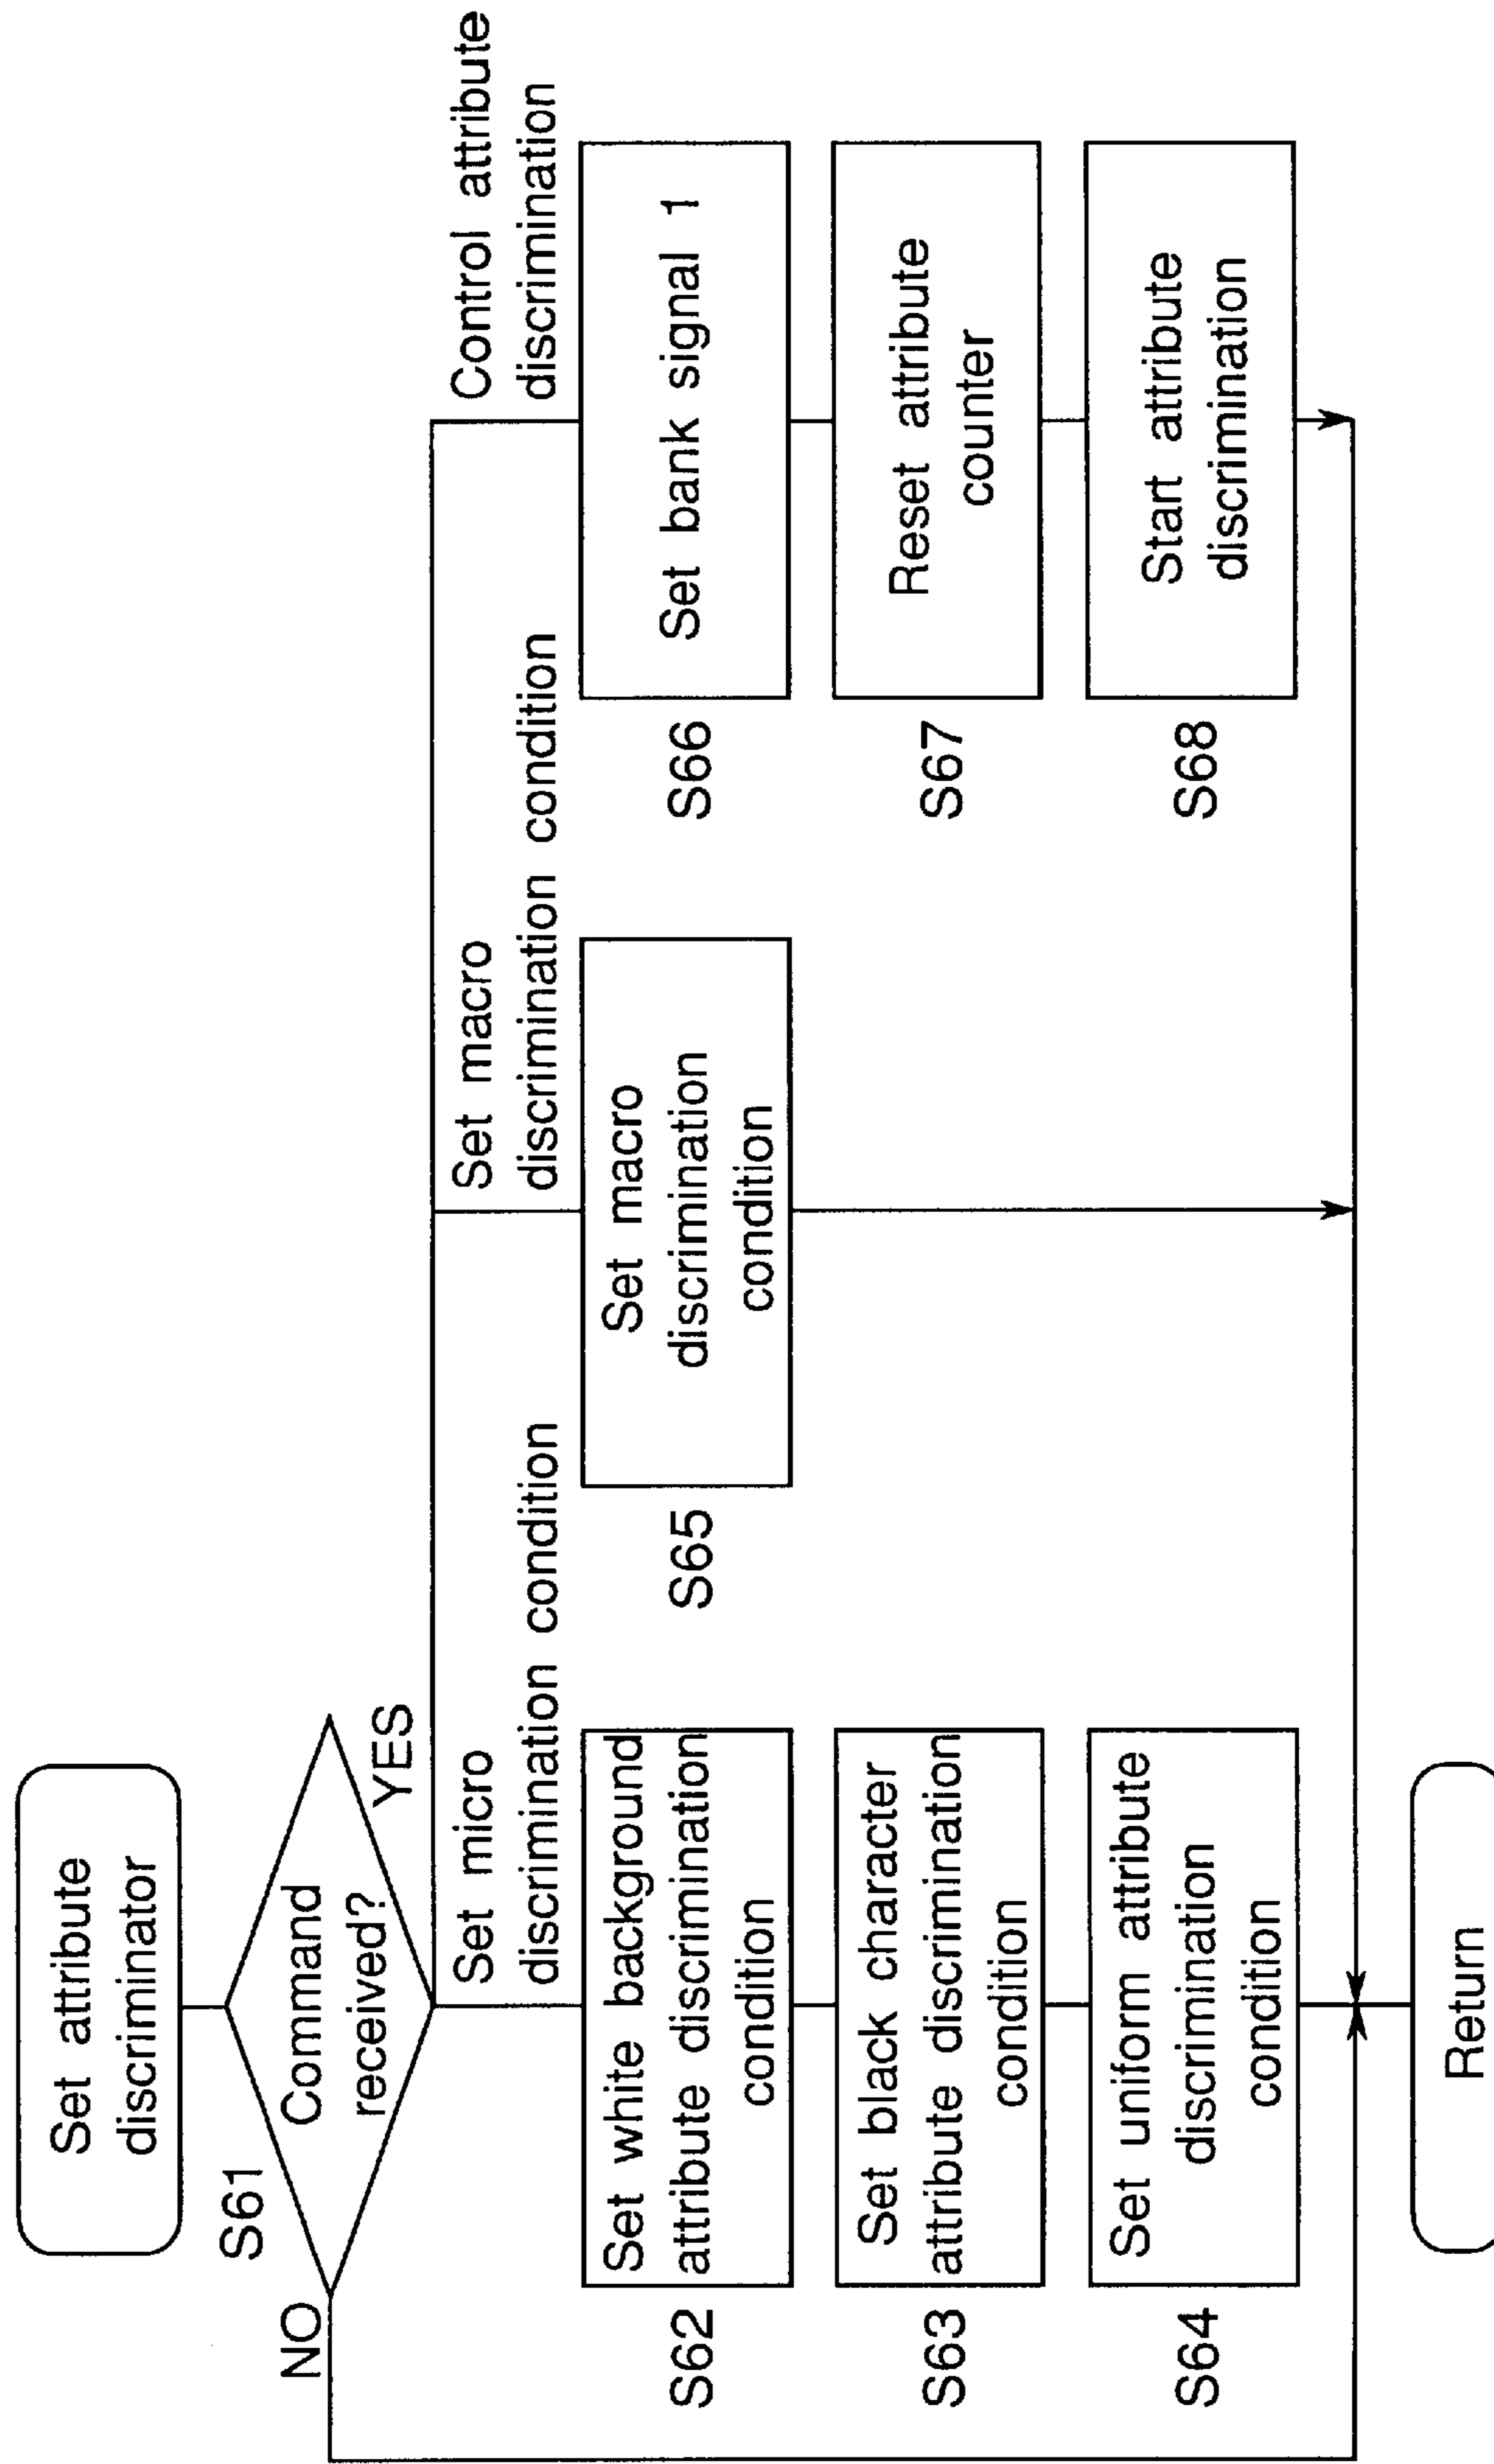 Set attribute
discriminator
S61
Command
received?
NO
YES
Set micro
discrimination condition
S62
Set white background
attribute discrimination
condition
S63
Set black character
attribute discrimination
condition
S64
Set uniform attribute
discrimination
condition
Set macro
discrimination condition
S65
Set macro
discrimination
condition
Control attribute
discrimination
S66
Set bank signal 1
S67
Reset attribute
counter
S68
Start attribute
discrimination
Return